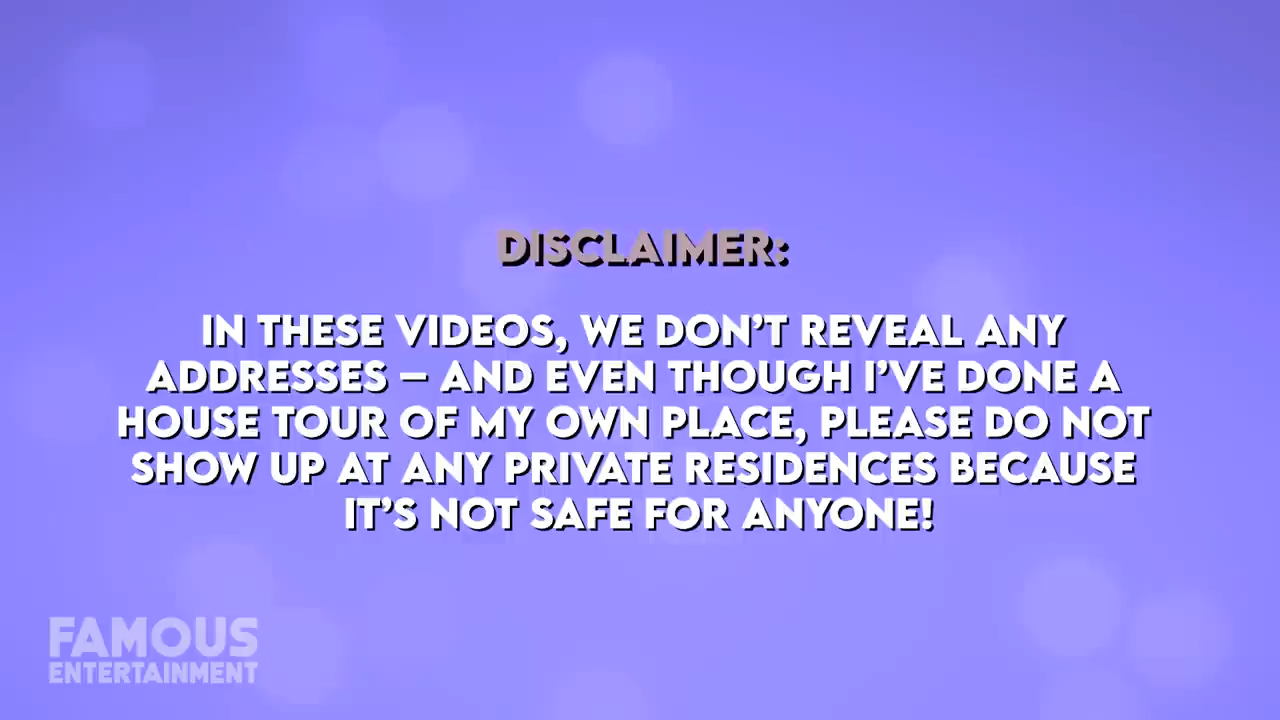 DISCLAIMER:
IN THESE VIDEOS, WE DON'T REVEAL ANY
ADDRESSES – AND EVEN THOUGH I'VE DONE A
HOUSE TOUR OF MY OWN PLACE, PLEASE DO NOT
SHOW UP AT ANY PRIVATE RESIDENCES BECAUSE
IT'S NOT SAFE FOR ANYONE!
FAMOUS
ENTERTAINMENT